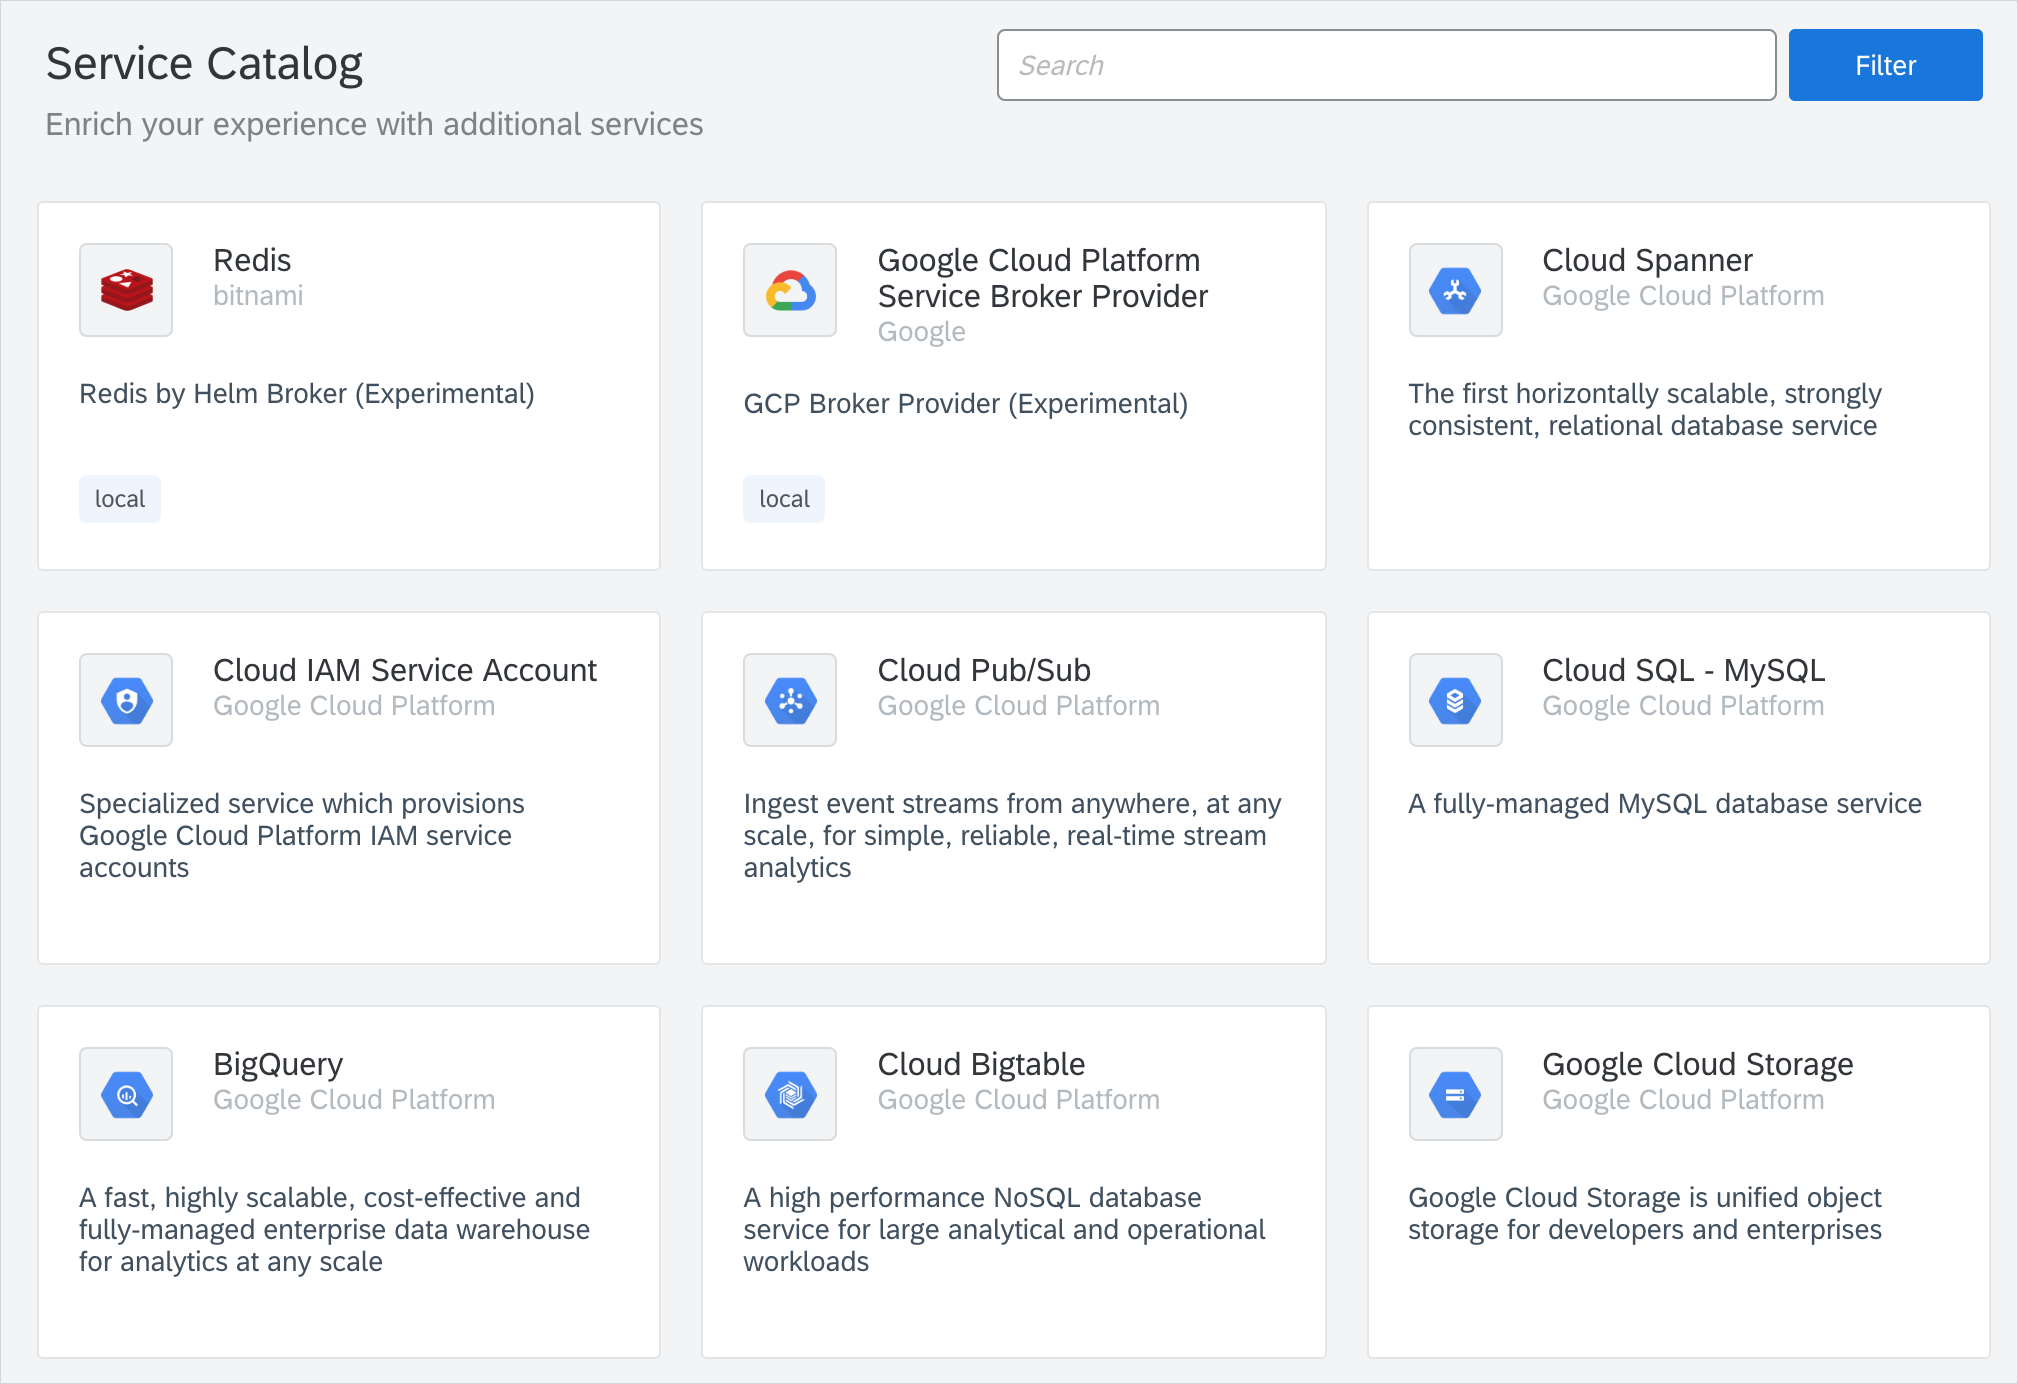 Service Catalog
Search
Filter
Enrich your experience with additional services
Redis
bitnami
Redis by Helm Broker (Experimental)
local
Google Cloud Platform
Service Broker Provider
Google
GCP Broker Provider (Experimental)
local
Cloud Spanner
Google Cloud Platform
The first horizontally scalable, strongly
consistent, relational database service
Cloud IAM Service Account
Google Cloud Platform
Specialized service which provisions
Google Cloud Platform IAM service
accounts
Cloud Pub/Sub
Google Cloud Platform
Ingest event streams from anywhere, at any
scale, for simple, reliable, real-time stream
analytics
Cloud SQL - MySQL
Google Cloud Platform
A fully-managed MySQL database service
BigQuery
Google Cloud Platform
A fast, highly scalable, cost-effective and
fully-managed enterprise data warehouse
for analytics at any scale
Cloud Bigtable
Google Cloud Platform
A high performance NoSQL database
service for large analytical and operational
workloads
Google Cloud Storage
Google Cloud Platform
Google Cloud Storage is unified object
storage for developers and enterprises